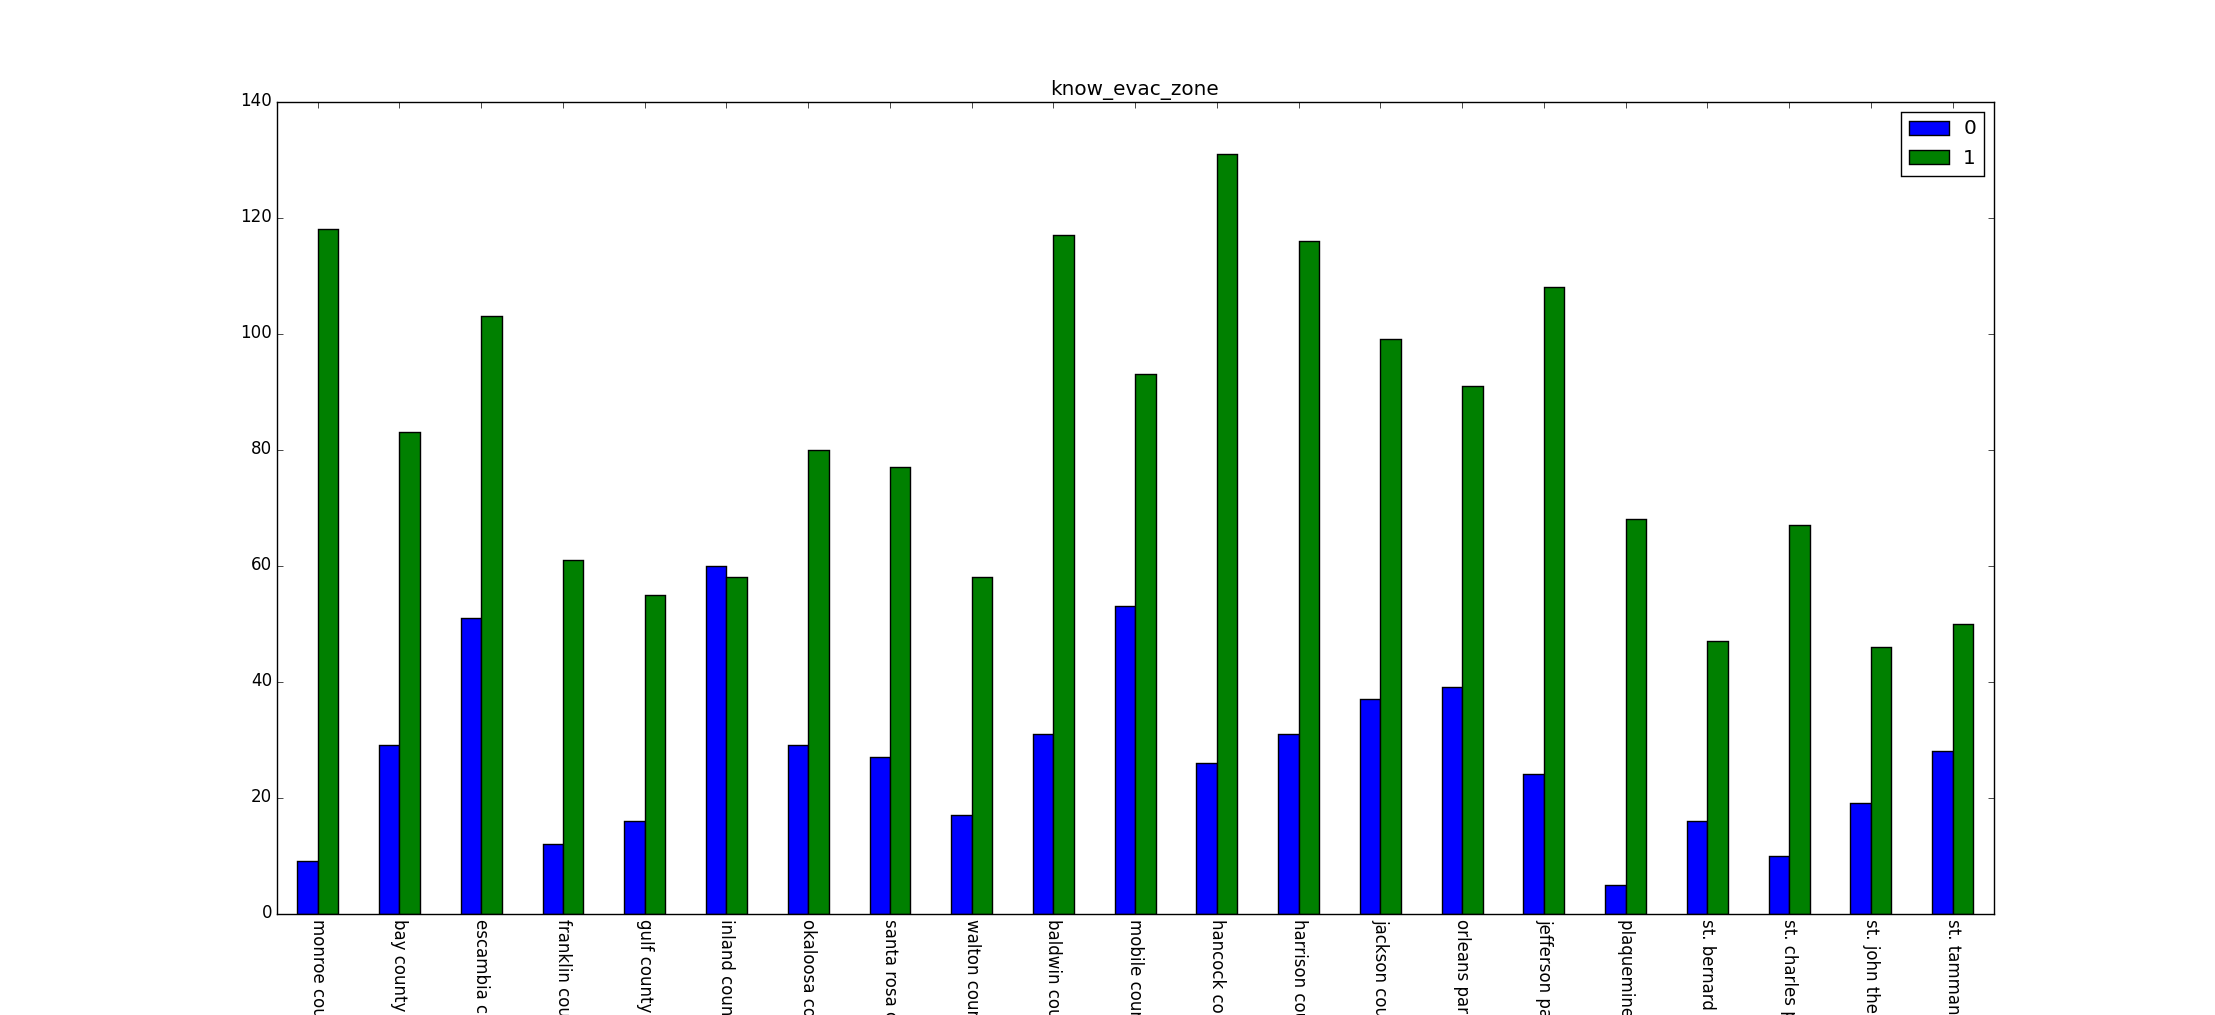 know_evac_zone
140
120
100
80
60
40
20
0
0
1
monroe cou
bay county
escambia c
franklin cou
gulf county
inland coun
okaloosa co
santa rosa c
walton coun
baldwin cou
mobile coun
hancock co
harrison cou
jackson cou
orleans par
jefferson pa
plaquemine
st. bernard
st. charles p
st. john the
st. tamman